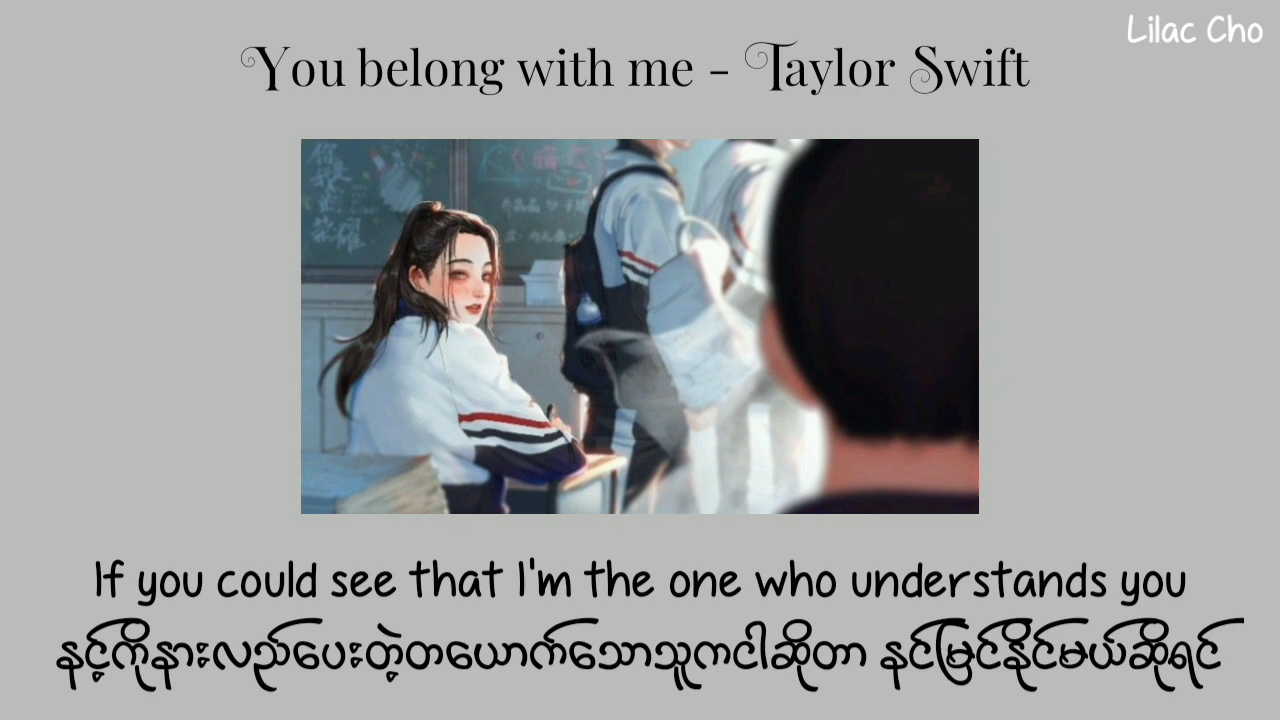 Lilac Cho
You belong with me - Taylor Swift
If you could see that I'm the one who understands you
နင့်ကိုနားလည်ပေးတဲ့တယောက်သောသူကငါဆိုတာ နင်မြင်နိုင်မယ်ဆိုရင်